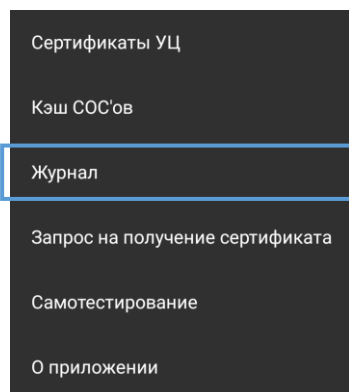 Сертификаты УЦ
Кэш СОС'ов
Журнал
Запрос на получение сертификата
Самотестирование
О приложении